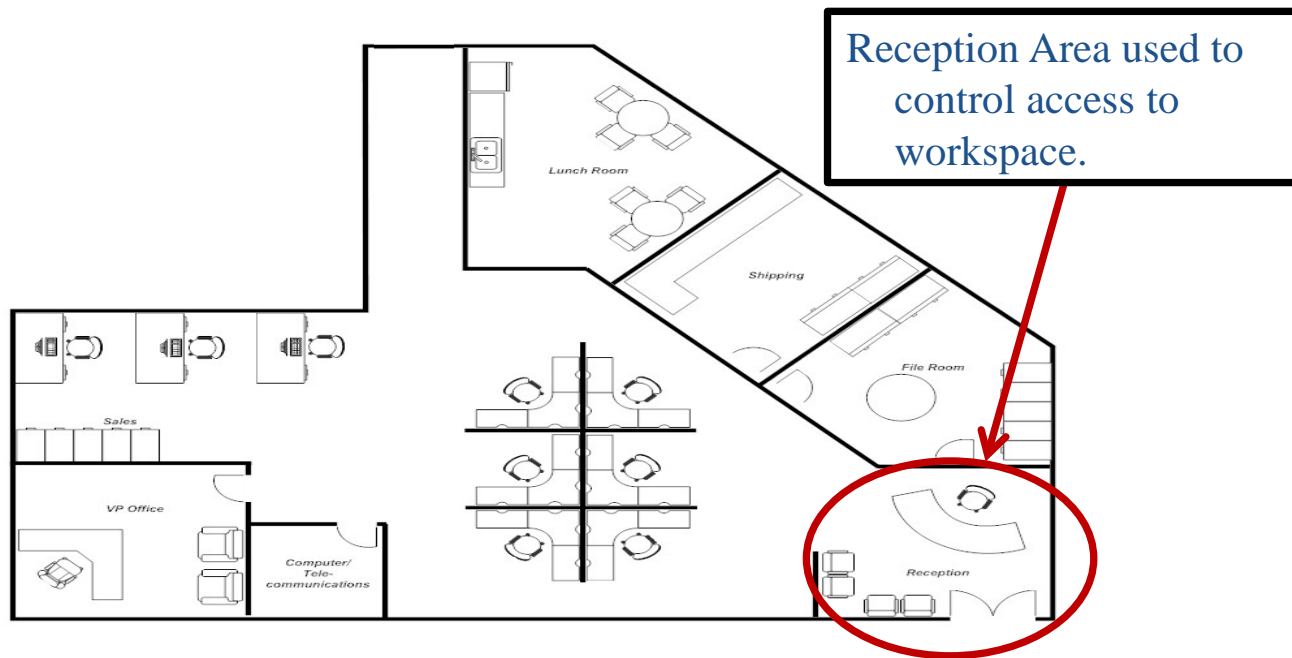 Reception Area used to
control access to
workspace.
Lunch Room
Shipping
File Room
Sales
VP Office
Computer/
Tele-
communications
Reception